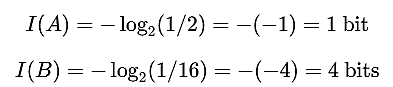 I(A) = − log₂(1/2) = −(−1) = 1 bit
I(B) = − log₂(1/16) = −(−4) = 4 bits